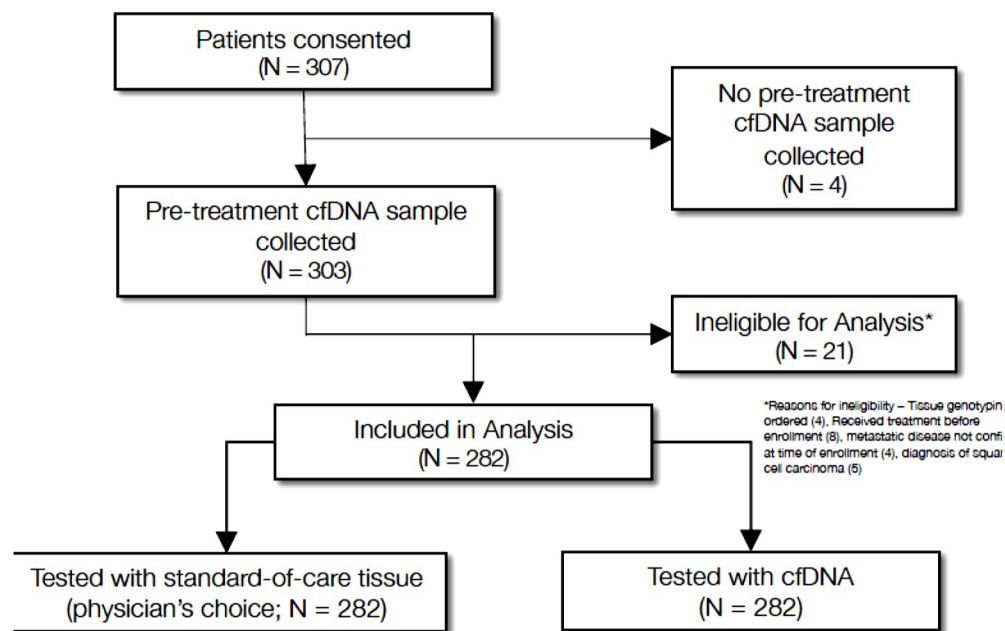 Patients consented
(N = 307)
No pre-treatment
cfDNA sample
collected
(N = 4)
Pre-treatment cfDNA sample
collected
(N = 303)
Ineligible for Analysis*
(N = 21)
*Reasons for ineligibility – Tissue genotypin
ordered (4), Received treatment before
enrollment (8), metastatic disease not confi
at time of enrollment (4), diagnosis of squa
cell carcinoma (5)
Included in Analysis
(N = 282)
Tested with standard-of-care tissue
(physician's choice; N = 282)
Tested with cfDNA
(N = 282)